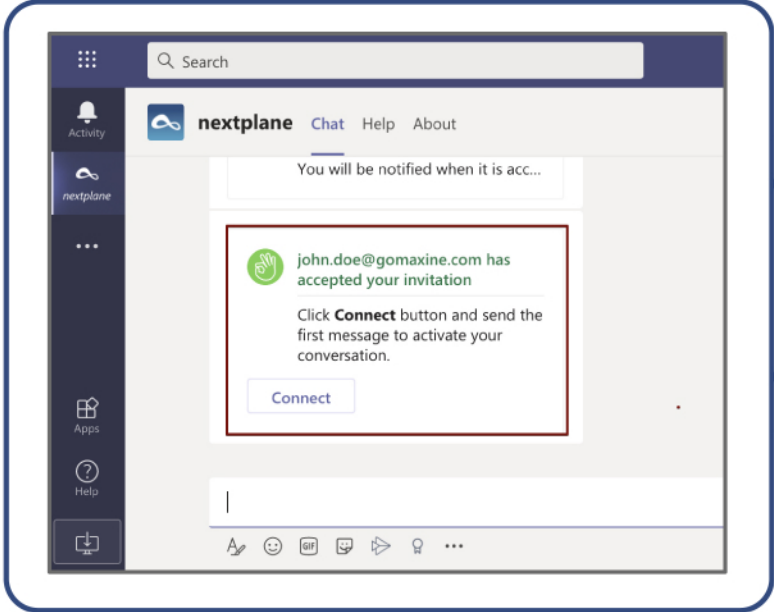 Search
Activity
nextplane
Apps
Help
nextplane Chat Help About
You will be notified when it is acc...
john.doe@gomaxine.com has
accepted your invitation
Click Connect button and send the
first message to activate your
conversation.
Connect
GIF